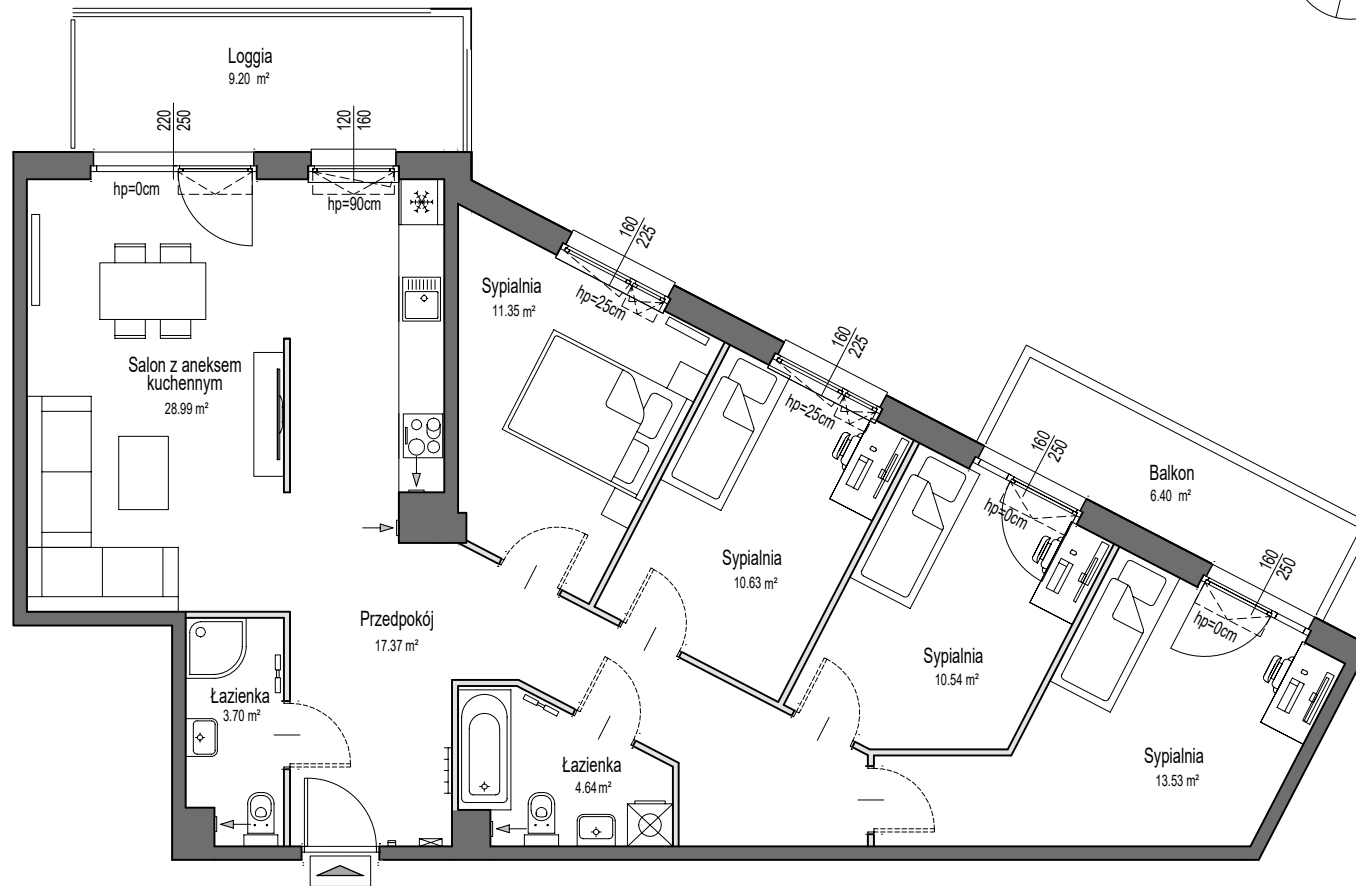 Loggia
9.20 m²
220
250
120
160
hp=0cm
hp=90cm
160
225
hp=25cm
Sypialnia
11.35 m²
160
225
hp=25cm
Salon z aneksem
kuchennym
28.99 m²
160
250
hp=0cm
Balkon
6.40 m²
Sypialnia
10.63 m²
160
250
hp=0cm
Przedpokój
17.37 m²
Sypialnia
10.54 m²
Łazienka
3.70 m²
Łazienka
4.64 m²
Sypialnia
13.53 m²